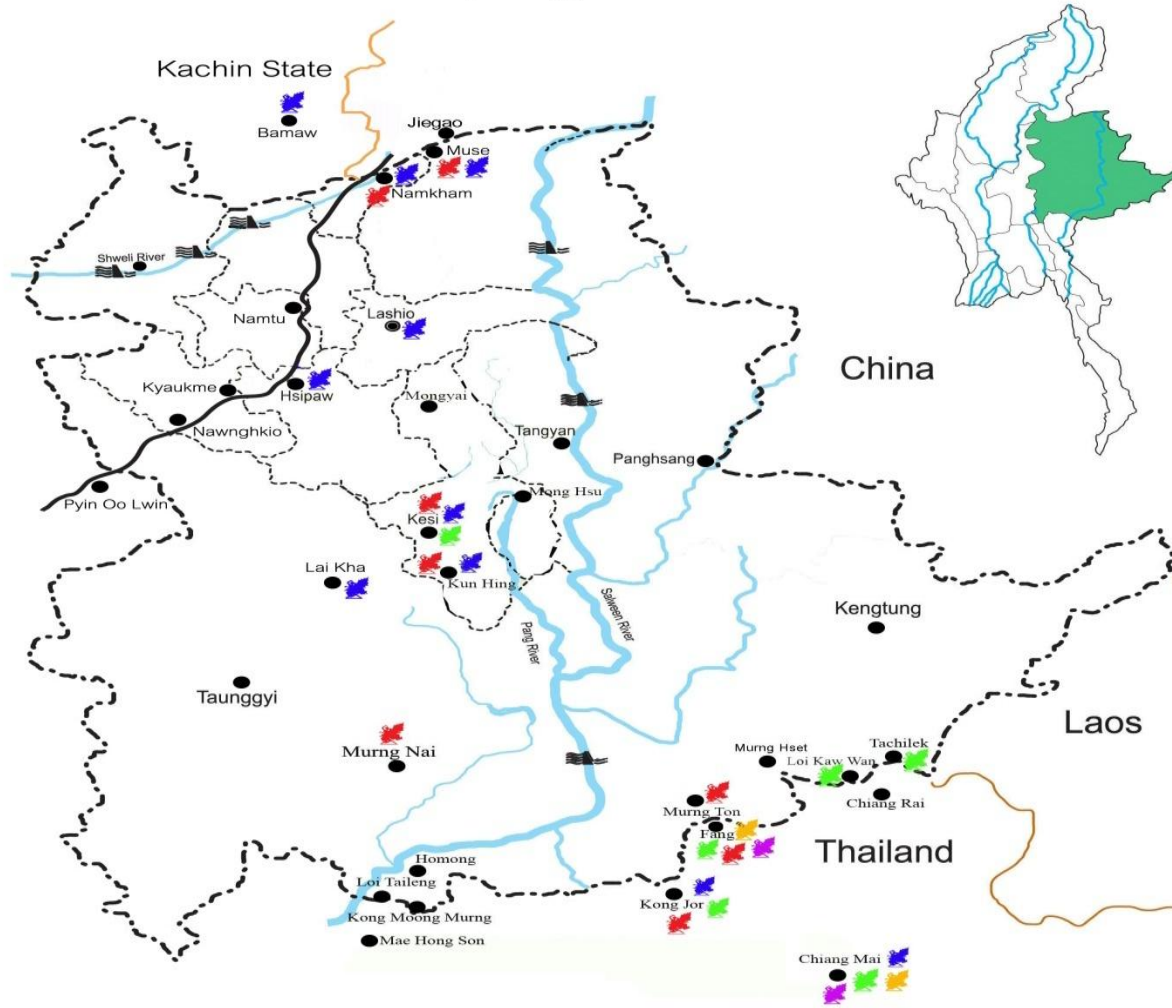 Kachin State
Bamaw
Jiegao
Muse
Namkham
Shweli River
Namtu
Lashio
China
Kyaukme
Hsipaw
Mongyai
Nawnghkio
Tangyan
Panghsang
Pyin Oo Lwin
Mong Hsu
Kesi
Lai Kha
Kun Hing
Salween River
Pang River
Kengtung
Taunggyi
Laos
Murng Nai
Murng Hset
Tachilek
Loi Kaw Wan
Chiang Rai
Murng Ton
Fang
Thailand
Homong
Loi Taileng
Kong Jor
Kong Moong Murng
Mae Hong Son
Chiang Mai